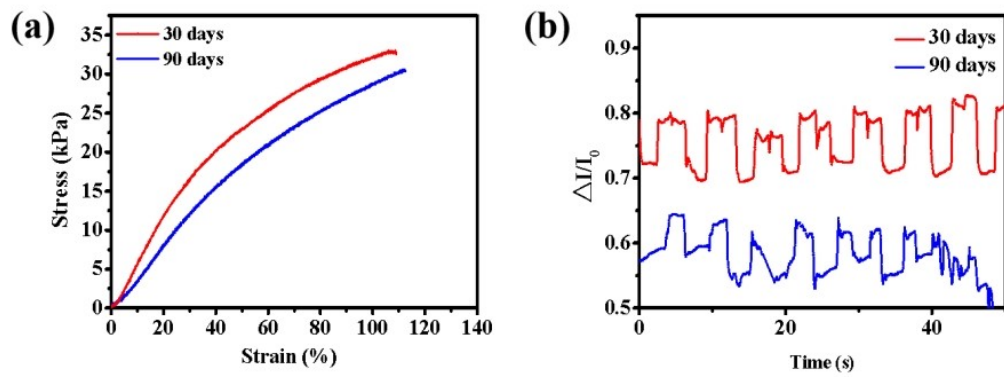 (a)
30 days
90 days
Stress (kPa)
35
30
25
20
15
10
5
0
0 20 40 60 80 100 120 140
Strain (%)
(b)
30 days
90 days
△I/I₀
0.9
0.8
0.7
0.6
0.5
0 20 40
Time (s)